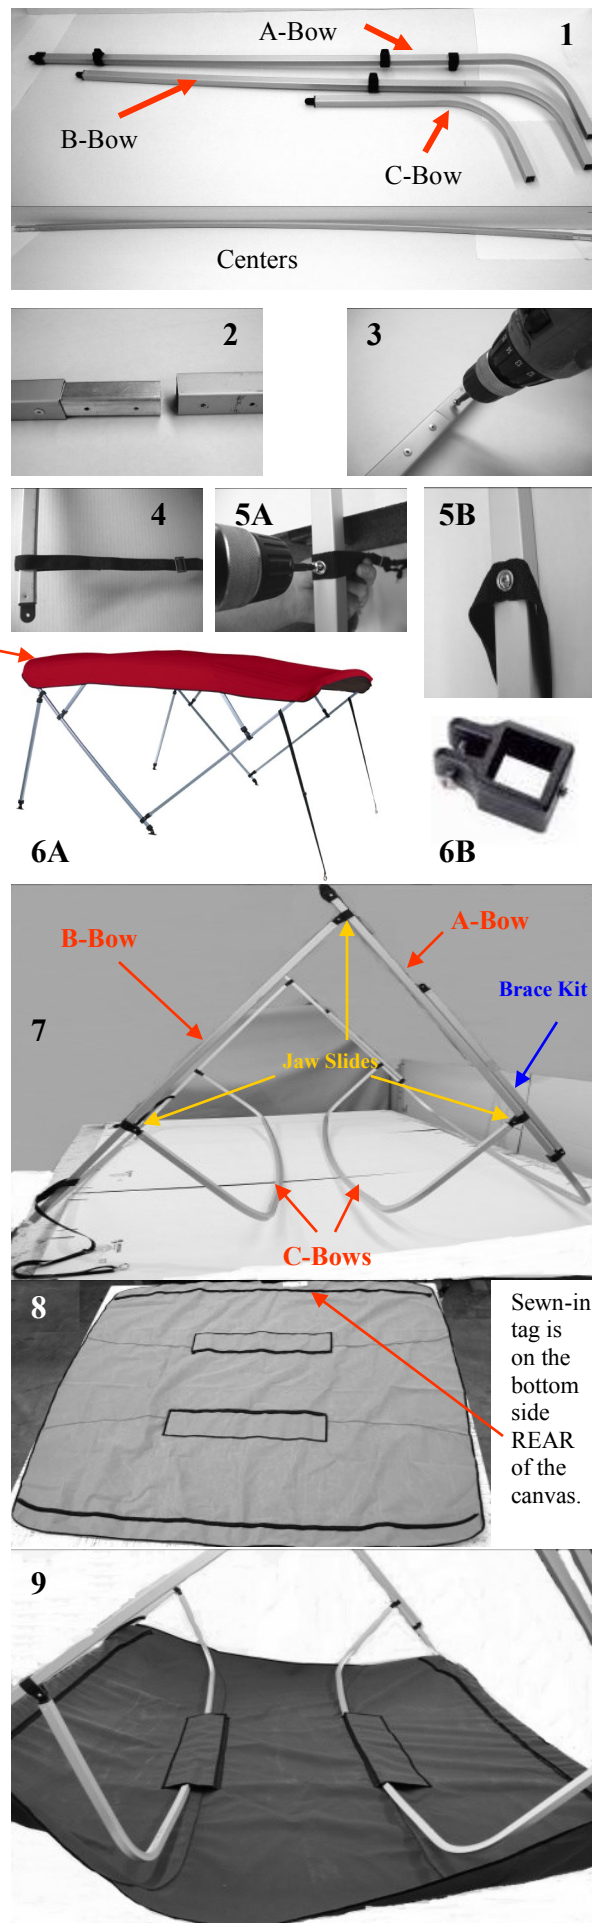 A-Bow
1
B-Bow
C-Bow
Centers
2
3
4
5A
5B
6A
6B
A-Bow
B-Bow
Brace Kit
7
Jaw Slides
C-Bows
8
Sewn-in
tag is
on the
bottom
side
REAR
of the
canvas.
9